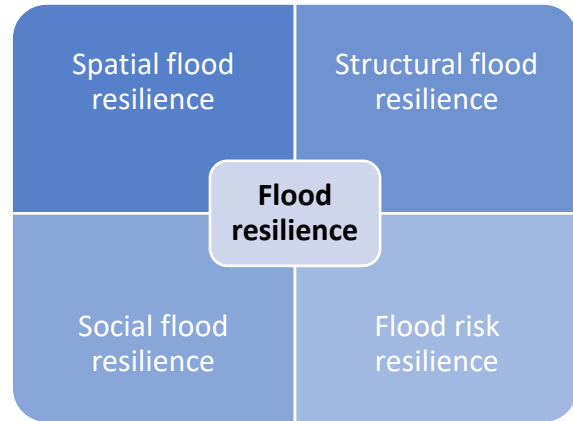 Spatial flood
resilience
Structural flood
resilience
Flood
resilience
Social flood
resilience
Flood risk
resilience